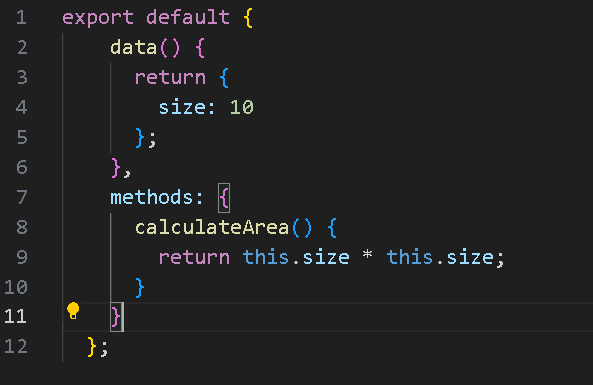 1 export default {
2 data() {
3 return {
4 size: 10
5 };
6 },
7 methods: {
8 calculateArea() {
9 return this.size * this.size;
10 }
11 }
12 };